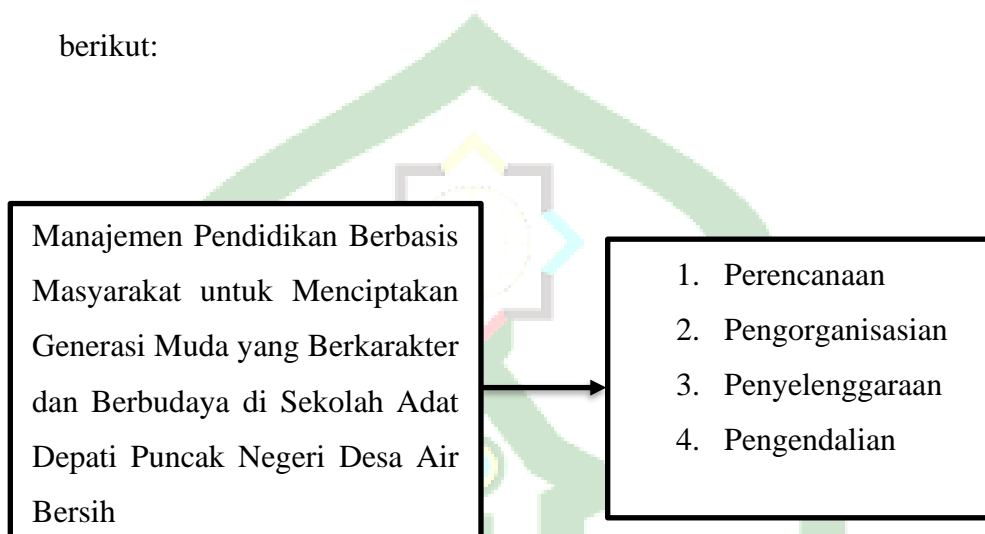 berikut:
Manajemen Pendidikan Berbasis
Masyarakat untuk Menciptakan
Generasi Muda yang Berkarakter
dan Berbudaya di Sekolah Adat
Depati Puncak Negeri Desa Air
Bersih
1. Perencanaan
2. Pengorganisasian
3. Penyelenggaraan
4. Pengendalian